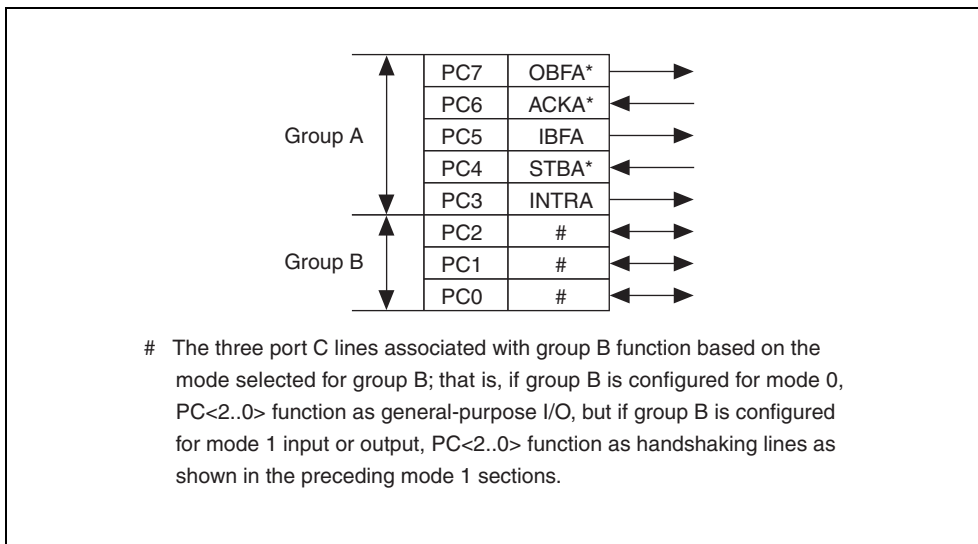 PC7 OBFA*
PC6 ACKA*
Group A PC5 IBFA
PC4 STBA*
PC3 INTRA
PC2 #
Group B PC1 #
PC0 #
# The three port C lines associated with group B function based on the
mode selected for group B; that is, if group B is configured for mode 0,
PC<2..0> function as general-purpose I/O, but if group B is configured
for mode 1 input or output, PC<2..0> function as handshaking lines as
shown in the preceding mode 1 sections.